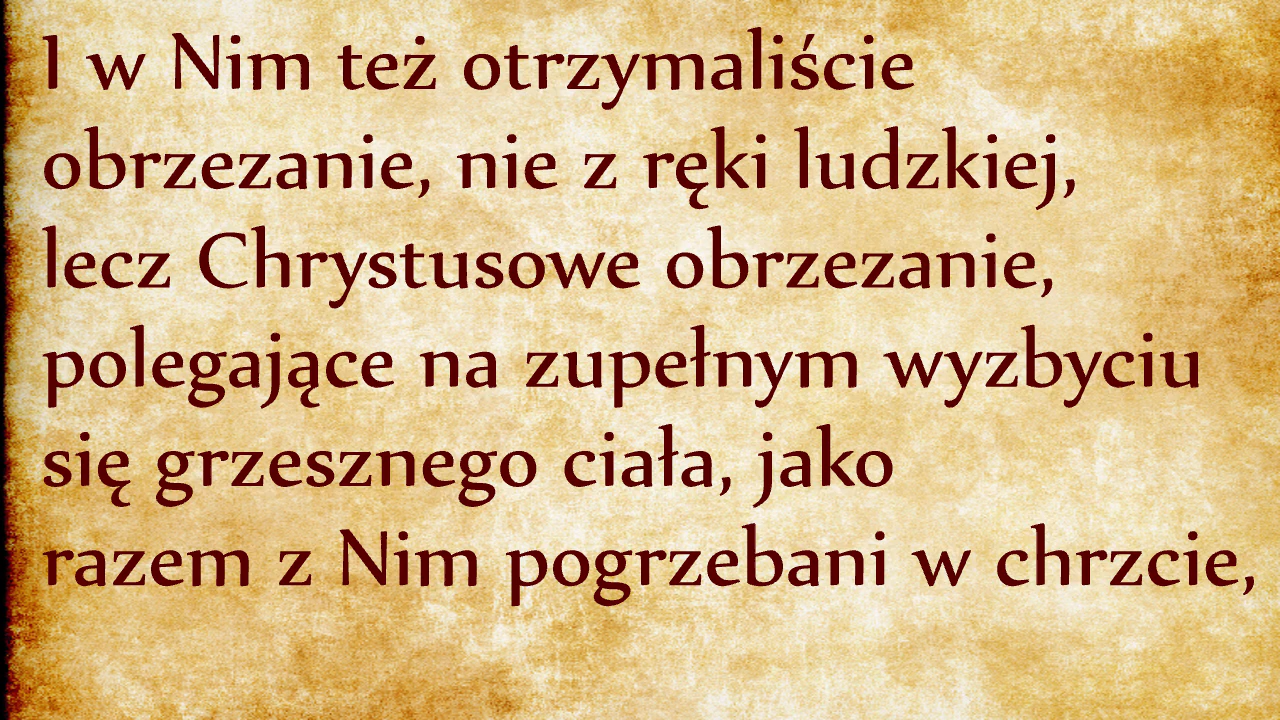 I w Nim też otrzymaliście
obrzezanie, nie z ręki ludzkiej,
lecz Chrystusowe obrzezanie,
polegające na zupełnym wyzbyciu
się grzesznego ciała, jako
razem z Nim pogrzebani w chrzcie,